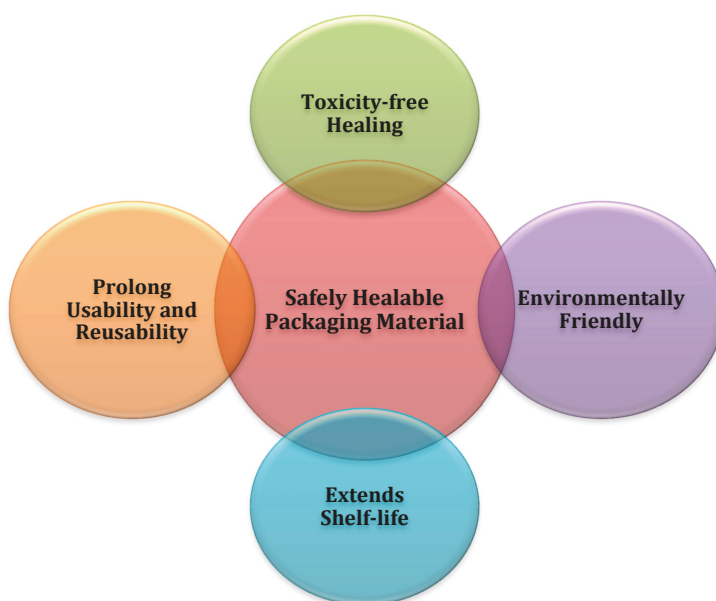 Toxicity-free
Healing
Prolong
Usability and
Reusability
Safely Healable
Packaging Material
Environmentally
Friendly
Extends
Shelf-life